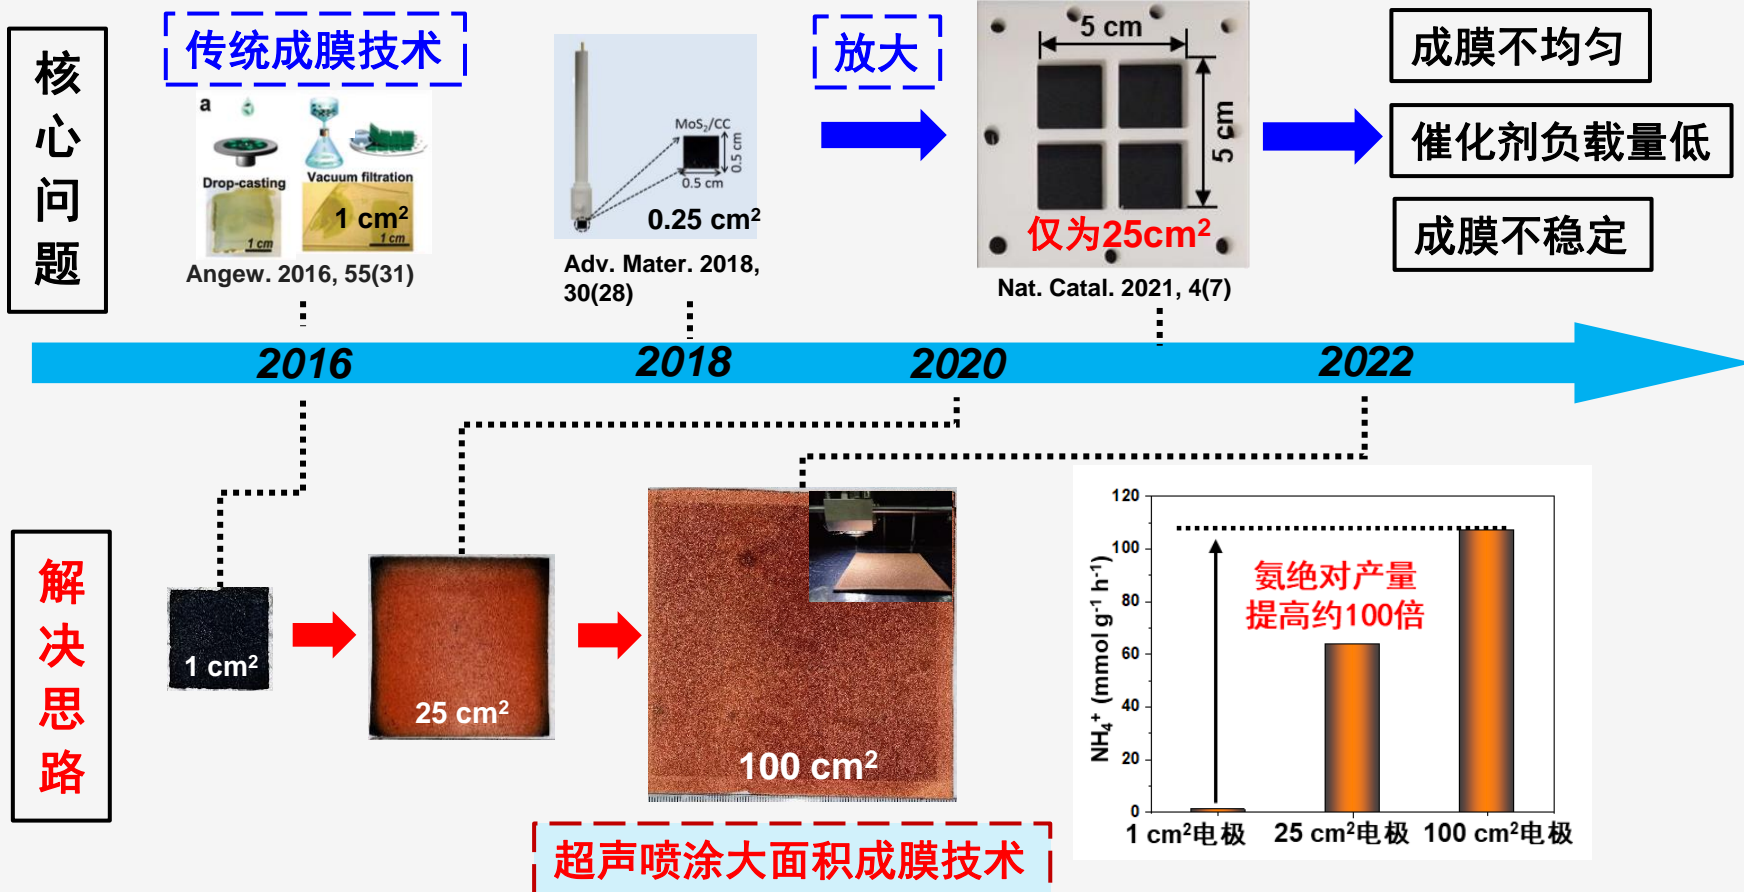 核
心
问
题
传统成膜技术
a
Drop-casting
Vacuum filtration
1 cm
1 cm²
1 cm
Angew. 2016, 55(31)
MoS₂/CC
0.5 cm
0.5 cm
0.25 cm²
Adv. Mater. 2018,
30(28)
放大
5 cm
5 cm
仅为25cm²
Nat. Catal. 2021, 4(7)
成膜不均匀
催化剂负载量低
成膜不稳定
2016
2018
2020
2022
解
决
思
路
1 cm²
25 cm²
100 cm²
超声喷涂大面积成膜技术
NH₄⁺ (mmol g⁻¹ h⁻¹)
120
100
80
60
40
20
0
氨绝对产量
提高约100倍
1 cm²电极
25 cm²电极
100 cm²电极